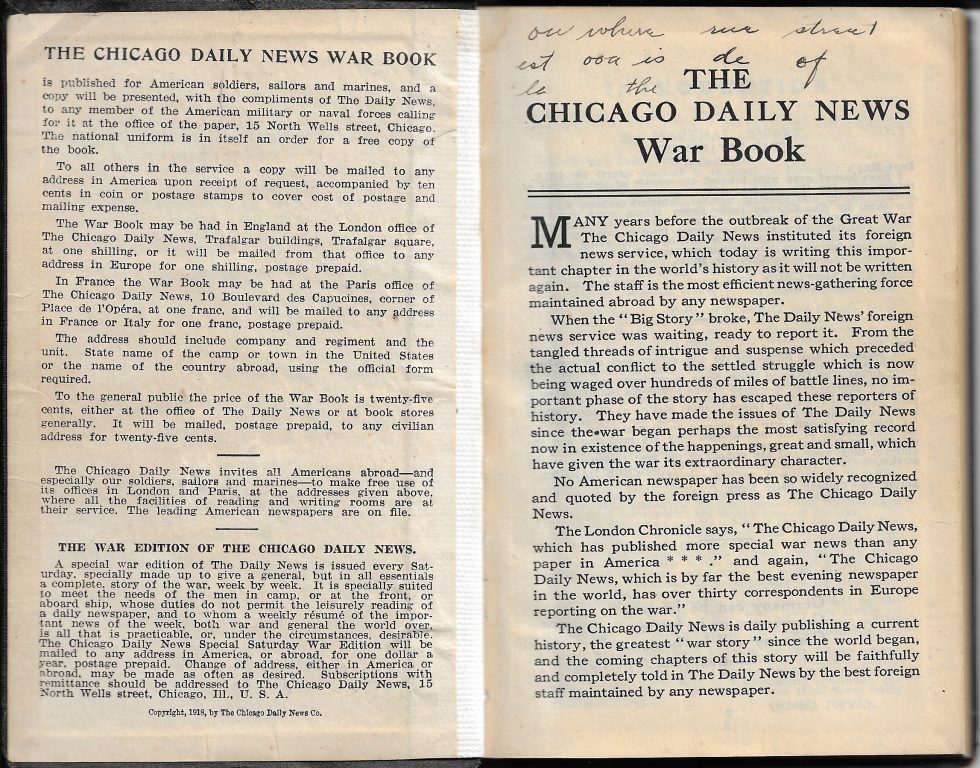 THE CHICAGO DAILY NEWS WAR BOOK
is published for American soldiers, sailors and marines, and a
copy will be presented, with the compliments of The Daily News,
to any member of the American military or naval forces calling
for it at the office of the paper, 15 North Wells street, Chicago.
The national uniform is in itself an order for a free copy of
the book.
To all others in the service a copy will be mailed to any
address in America upon receipt of request, accompanied by ten
cents in coin or postage stamps to cover cost of postage and
mailing expense.
The War Book may be had in England at the London office of
The Chicago Daily News, Trafalgar buildings, Trafalgar square,
at one shilling, or it will be mailed from that office to any
address in Europe for one shilling, postage prepaid.
In France the War Book may be had at the Paris office of
The Chicago Daily News, 10 Boulevard des Capucines, corner of
Place de l'Opéra, at one franc, and will be mailed to any address
in France or Italy for one franc, postage prepaid.
The address should include company and regiment and the
unit. State name of the camp or town in the United States
or the name of the country abroad, using the official form
required.
To the general public the price of the War Book is twenty-five
cents, either at the office of The Daily News or at book stores
generally. It will be mailed, postage prepaid, to any civilian
address for twenty-five cents.
The Chicago Daily News invites all Americans abroad—and
especially our soldiers, sailors and marines—to make free use of
its offices in London and Paris, at the addresses given above,
where all the facilities of reading and writing rooms are at
their service. The leading American newspapers are on file.
THE WAR EDITION OF THE CHICAGO DAILY NEWS.
A special war edition of The Daily News is issued every Sat-
urday, specially made up to give a general, but in all essentials
a complete, story of the war, week by week. It is specially suited
to meet the needs of the men in camp, or at the front, or
aboard ship, whose duties do not permit the leisurely reading of
a daily newspaper, and to whom a weekly résumé of the impor-
tant news of the week, both war and general the world over,
is all that is practicable, or, under the circumstances, desirable.
The Chicago Daily News Special Saturday War Edition will be
mailed to any address in America, or abroad, for one dollar a
year, postage prepaid. Change of address, either in America or
abroad, may be made as often as desired. Subscriptions with
remittance should be addressed to The Chicago Daily News, 15
North Wells street, Chicago, Ill., U. S. A.
Copyright, 1918, by The Chicago Daily News Co.
ou where rue street
est is de of
le the
THE
CHICAGO DAILY NEWS
War Book
MANY years before the outbreak of the Great War
The Chicago Daily News instituted its foreign
news service, which today is writing this impor-
tant chapter in the world's history as it will not be written
again. The staff is the most efficient news-gathering force
maintained abroad by any newspaper.
When the "Big Story" broke, The Daily News' foreign
news service was waiting, ready to report it. From the
tangled threads of intrigue and suspense which preceded
the actual conflict to the settled struggle which is now
being waged over hundreds of miles of battle lines, no im-
portant phase of the story has escaped these reporters of
history. They have made the issues of The Daily News
since the war began perhaps the most satisfying record
now in existence of the happenings, great and small, which
have given the war its extraordinary character.
No American newspaper has been so widely recognized
and quoted by the foreign press as The Chicago Daily
News.
The London Chronicle says, "The Chicago Daily News,
which has published more special war news than any
paper in America * * * ." and again, "The Chicago
Daily News, which is by far the best evening newspaper
in the world, has over thirty correspondents in Europe
reporting on the war."
The Chicago Daily News is daily publishing a current
history, the greatest "war story" since the world began,
and the coming chapters of this story will be faithfully
and completely told in The Daily News by the best foreign
staff maintained by any newspaper.